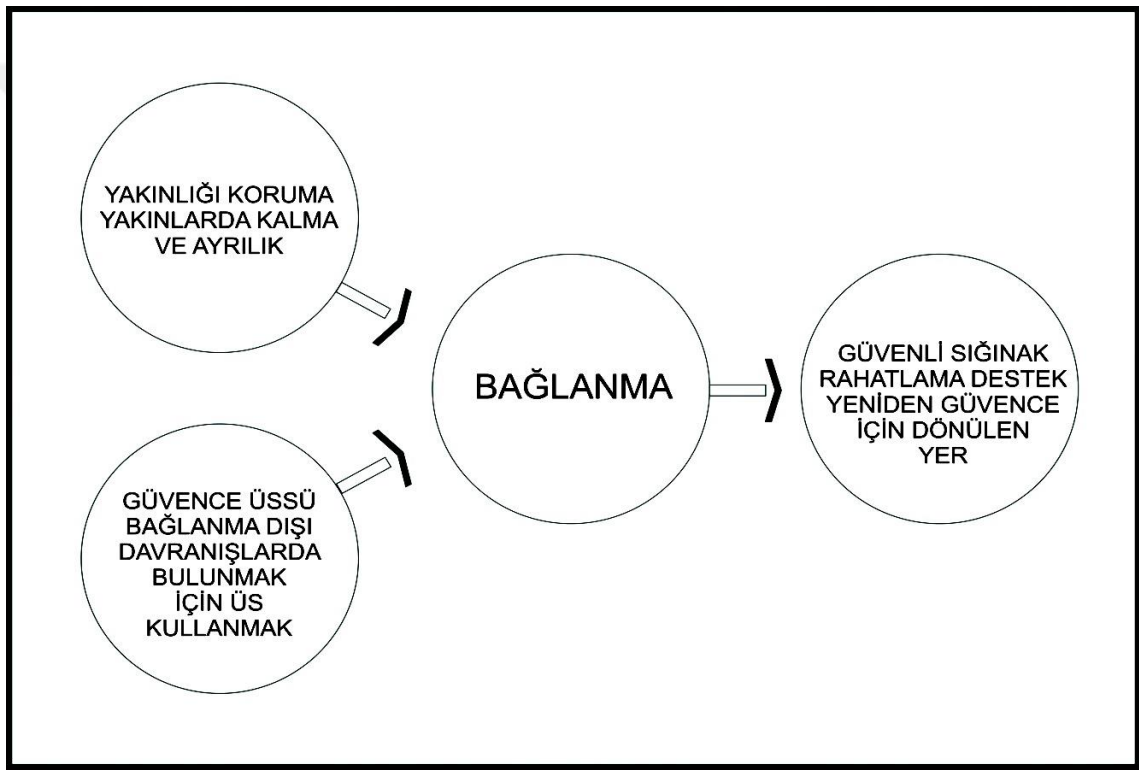 YAKINLIĞI KORUMA
YAKINLARDA KALMA
VE AYRILIK
GÜVENCE ÜSSÜ
BAĞLANMA DIŞI
DAVRANIŞLARDA
BULUNMAK
İÇİN ÜS
KULLANMAK
BAĞLANMA
GÜVENLİ SIĞINAK
RAHATLAMA DESTEK
YENİDEN GÜVENCE
İÇİN DÖNÜLEN
YER